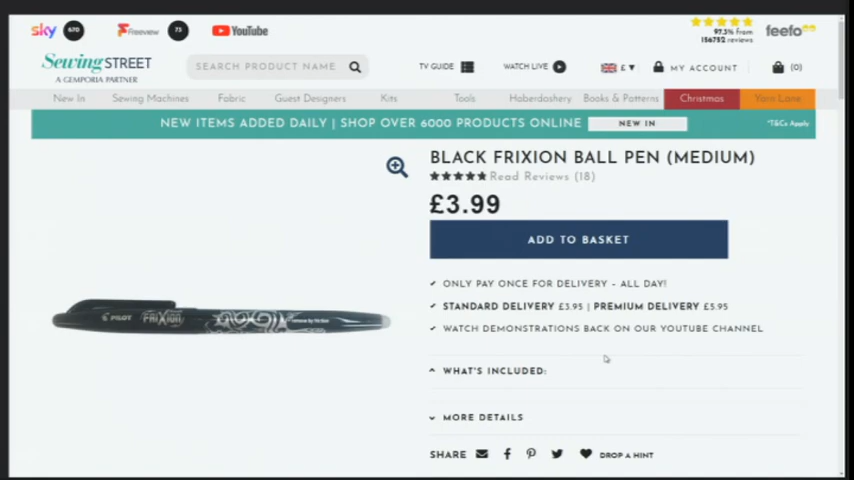 sky 670 Freeview 73 YouTube
97.3% from
156752 reviews
feefo
Sewing STREET
A GEMPORIA PARTNER
SEARCH PRODUCT NAME
TV GUIDE
WATCH LIVE
£ ▼
MY ACCOUNT
(0)
New In Sewing Machines Fabric Guest Designers Kits Tools Haberdashery Books & Patterns Christmas Yarn Lane
NEW ITEMS ADDED DAILY | SHOP OVER 6000 PRODUCTS ONLINE NEW IN *T&Cs Apply
BLACK FRIXION BALL PEN (MEDIUM)
Read Reviews (18)
£3.99
ADD TO BASKET
✔ ONLY PAY ONCE FOR DELIVERY - ALL DAY!
✔ STANDARD DELIVERY £3.95 | PREMIUM DELIVERY £5.95
✔ WATCH DEMONSTRATIONS BACK ON OUR YOUTUBE CHANNEL
PILOT FRIXION
WHAT'S INCLUDED:
MORE DETAILS
SHARE
DROP A HINT